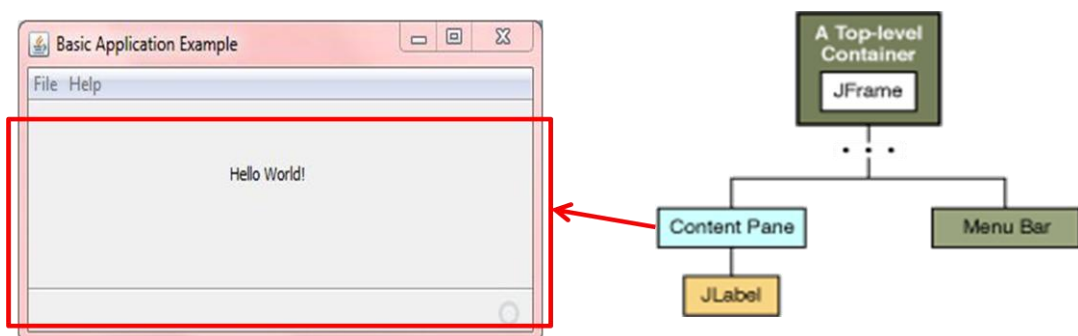 Basic Application Example
File Help
Hello World!
A Top-level
Container
JFrame
Content Pane
Menu Bar
JLabel